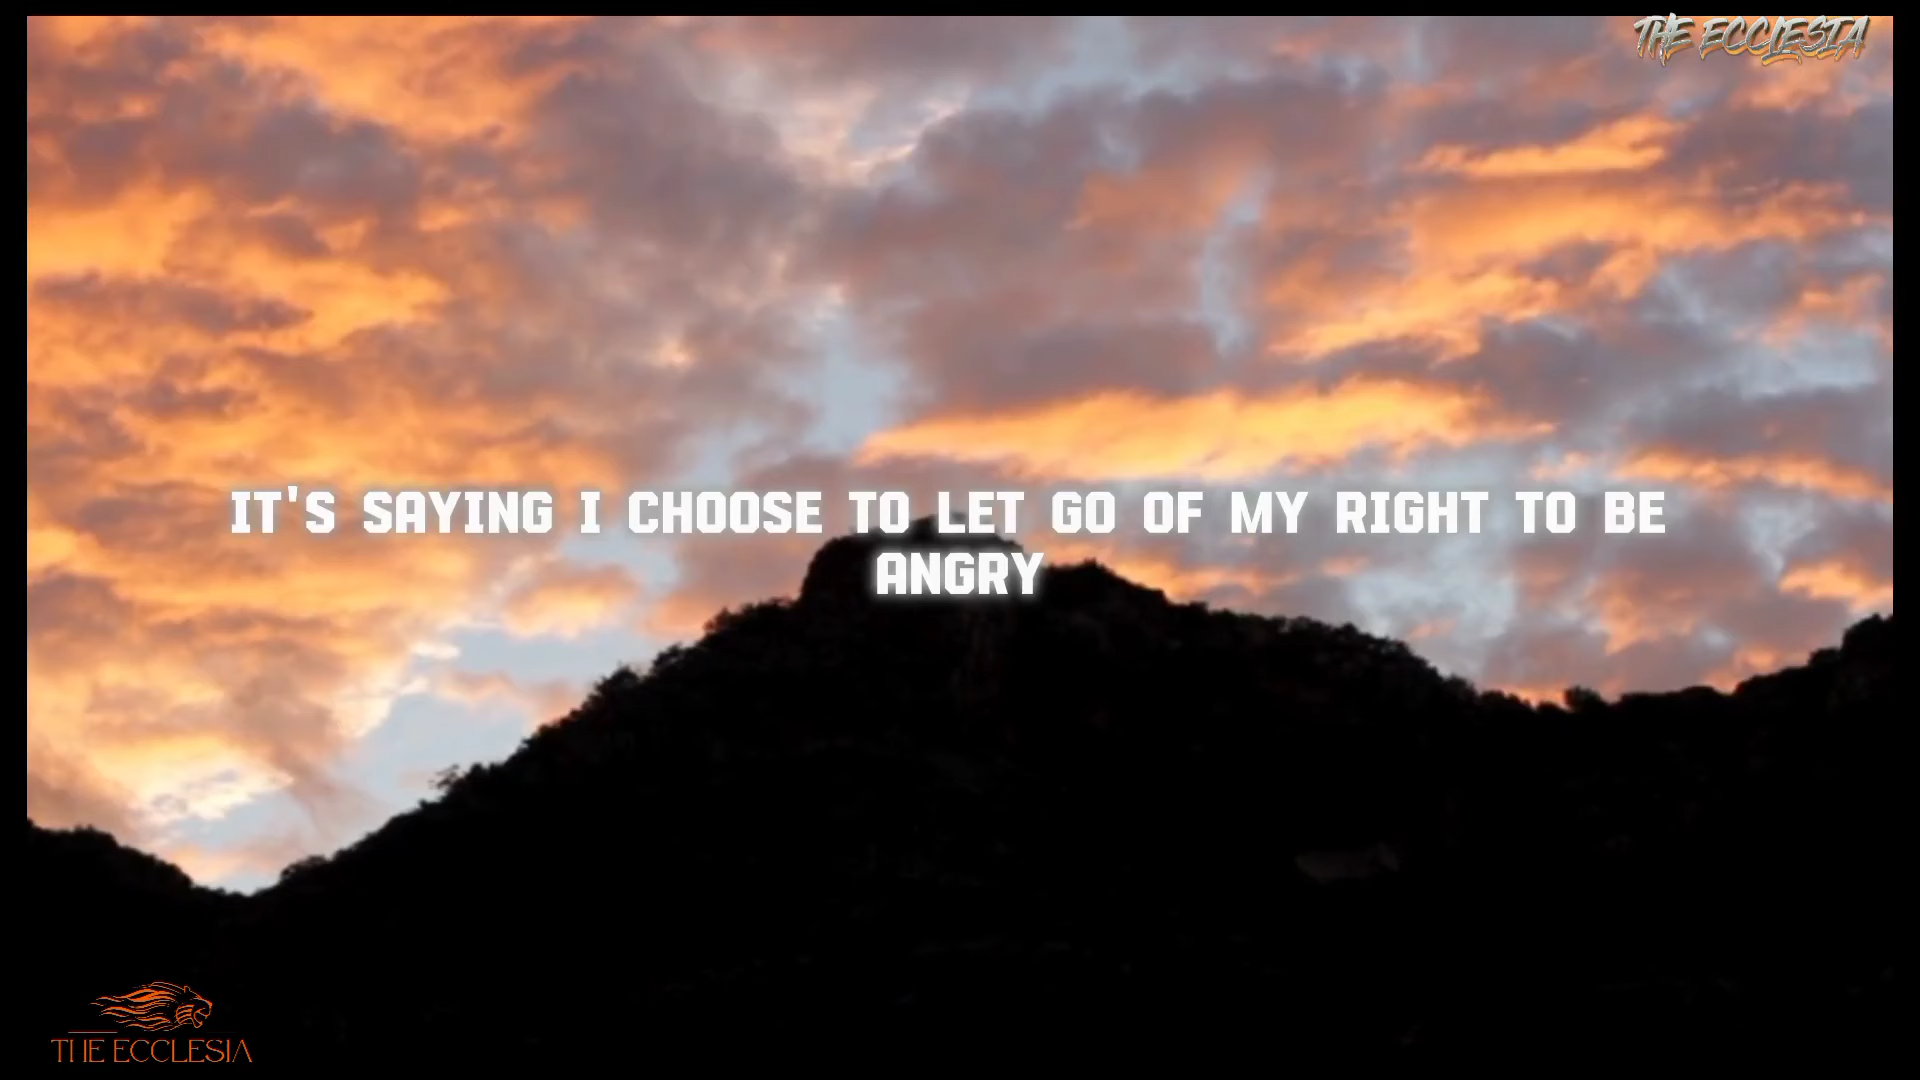 THE ECCLESIA
IT'S SAYING I CHOOSE TO LET GO OF MY RIGHT TO BE
ANGRY
THE ECCLESIA